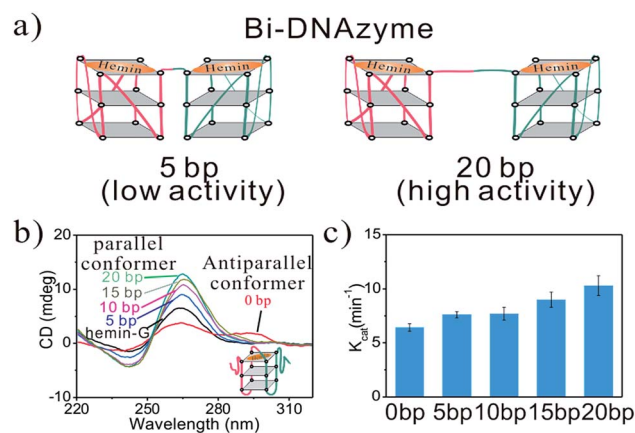 a)
Bi-DNAzyme
Hemin
Hemin
Hemin
Hemin
5 bp
(low activity)
20 bp
(high activity)
b)
20
10
0
-10
CD (mdeg)
parallel
conformer
20 bp
15 bp
10 bp
5 bp
hemin-G
Antiparallel
conformer
0 bp
220
250
280
310
Wavelength (nm)
c)
15
10
5
0
Kcat(min-1)
0bp
5bp
10bp
15bp
20bp